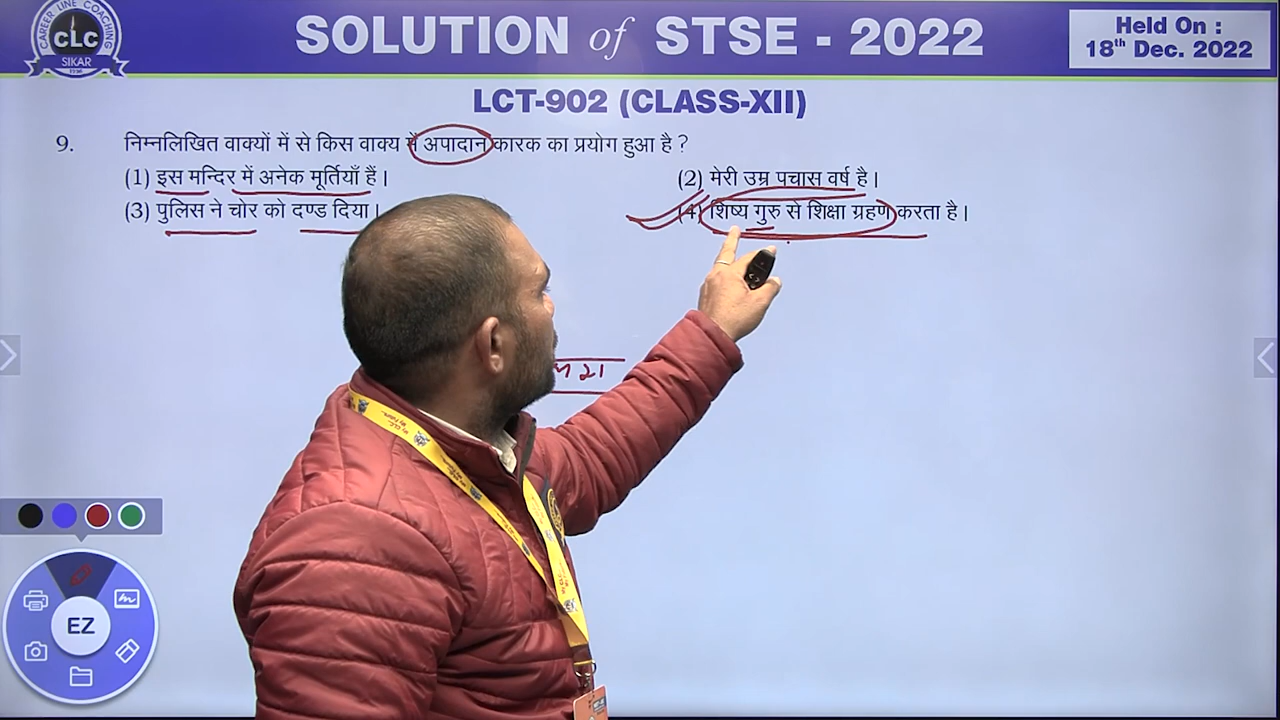 CAREER LINE COACHING
CLC
SIKAR
SOLUTION of STSE - 2022
Held On :
18th Dec. 2022
LCT-902 (CLASS-XII)
9. निम्नलिखित वाक्यों में से किस वाक्य में अपादान कारक का प्रयोग हुआ है ?
(1) इस मन्दिर में अनेक मूर्तियाँ हैं। (2) मेरी उम्र पचास वर्ष है।
(3) पुलिस ने चोर को दण्ड दिया। (4) शिष्य गुरु से शिक्षा ग्रहण करता है।
EZ